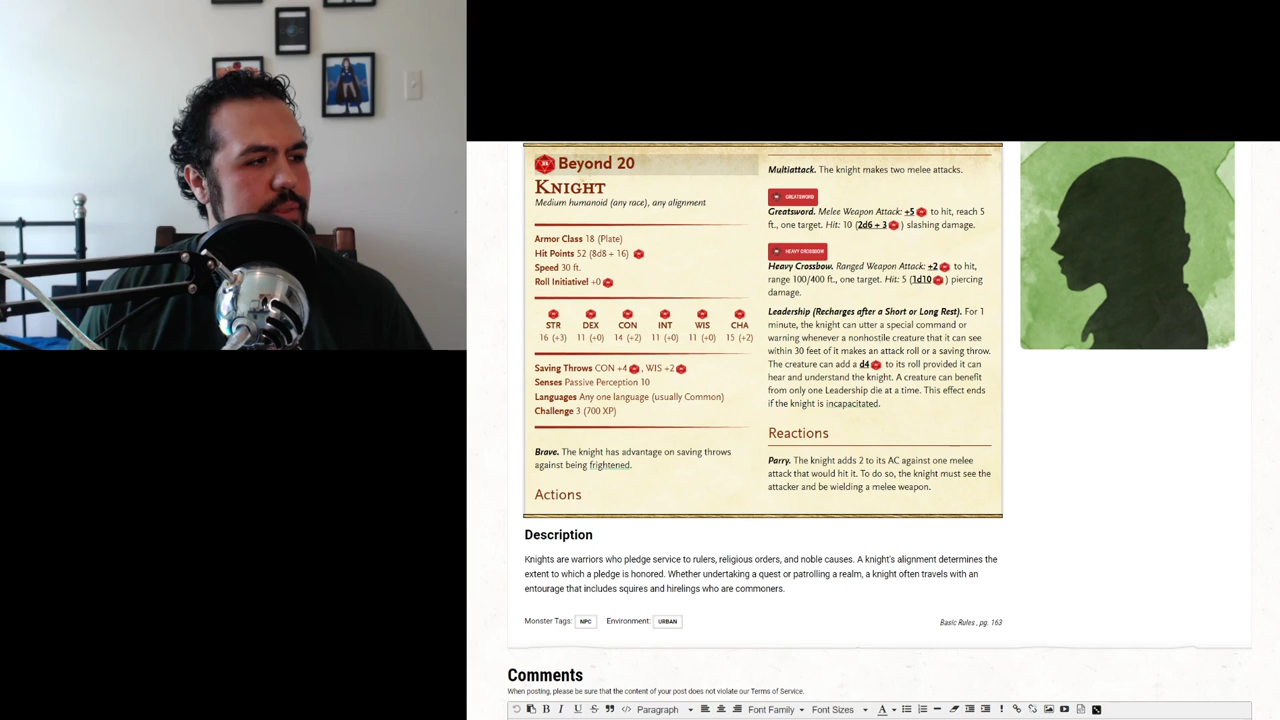 Beyond 20
Knight
Medium humanoid (any race), any alignment
Armor Class 18 (Plate)
Hit Points 52 (8d8 + 16)
Speed 30 ft.
Roll Initiative! +0
STR DEX CON INT WIS CHA
16 (+3) 11 (+0) 14 (+2) 11 (+0) 11 (+0) 15 (+2)
Saving Throws CON +4, WIS +2
Senses Passive Perception 10
Languages Any one language (usually Common)
Challenge 3 (700 XP)
Brave. The knight has advantage on saving throws
against being frightened.
Actions
Multiattack. The knight makes two melee attacks.
GREATSWORD
Greatsword. Melee Weapon Attack: +5 to hit, reach 5
ft., one target. Hit: 10 (2d6 + 3) slashing damage.
HEAVY CROSSBOW
Heavy Crossbow. Ranged Weapon Attack: +2 to hit,
range 100/400 ft., one target. Hit: 5 (1d10) piercing
damage.
Leadership (Recharges after a Short or Long Rest). For 1
minute, the knight can utter a special command or
warning whenever a nonhostile creature that it can see
within 30 feet of it makes an attack roll or a saving throw.
The creature can add a d4 to its roll provided it can
hear and understand the knight. A creature can benefit
from only one Leadership die at a time. This effect ends
if the knight is incapacitated.
Reactions
Parry. The knight adds 2 to its AC against one melee
attack that would hit it. To do so, the knight must see the
attacker and be wielding a melee weapon.
Description
Knights are warriors who pledge service to rulers, religious orders, and noble causes. A knight's alignment determines the
extent to which a pledge is honored. Whether undertaking a quest or patrolling a realm, a knight often travels with an
entourage that includes squires and hirelings who are commoners.
Monster Tags: NPC Environment: URBAN
Basic Rules , pg. 163
Comments
When posting, please be sure that the content of your post does not violate our Terms of Service.
B I U S Paragraph Font Family Font Sizes A